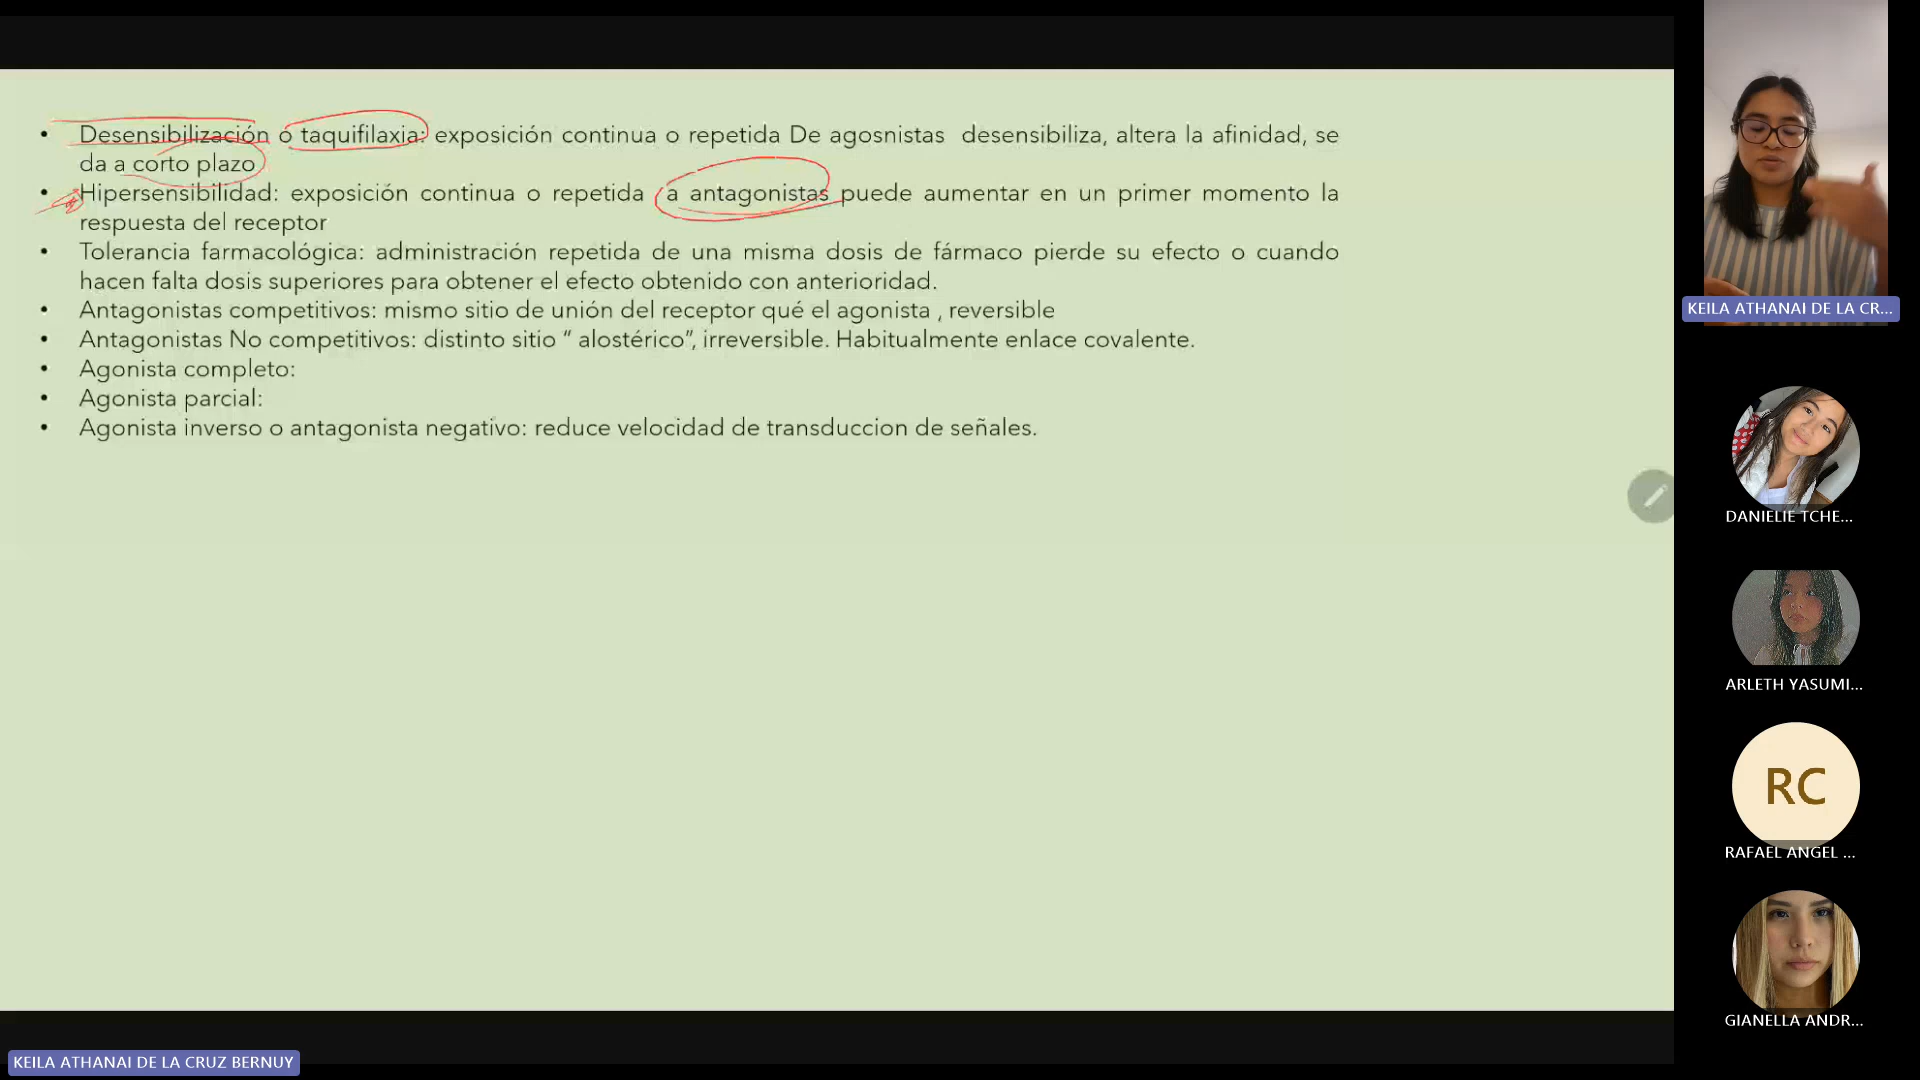 • Desensibilización o taquifilaxia: exposición continua o repetida De agosnistas desensibiliza, altera la afinidad, se
da a corto plazo
• Hipersensibilidad: exposición continua o repetida a antagonistas puede aumentar en un primer momento la
respuesta del receptor
• Tolerancia farmacológica: administración repetida de una misma dosis de fármaco pierde su efecto o cuando
hacen falta dosis superiores para obtener el efecto obtenido con anterioridad.
• Antagonistas competitivos: mismo sitio de unión del receptor qué el agonista , reversible
• Antagonistas No competitivos: distinto sitio “ alostérico”, irreversible. Habitualmente enlace covalente.
• Agonista completo:
• Agonista parcial:
• Agonista inverso o antagonista negativo: reduce velocidad de transduccion de señales.
KEILA ATHANAI DE LA CR...
DANIELIE TCHE...
ARLETH YASUMI...
RC
RAFAEL ANGEL ...
GIANELLA ANDR...
KEILA ATHANAI DE LA CRUZ BERNUY